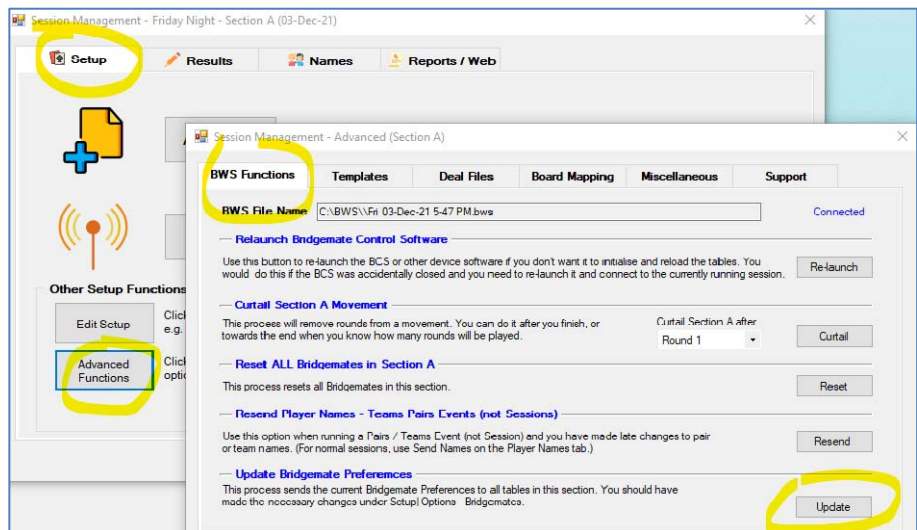 Session Management - Friday Night - Section A (03-Dec-21)
Setup Results Names Reports / Web
Session Management - Advanced (Section A)
BWS Functions Templates Deal Files Board Mapping Miscellaneous Support
BWS File Name C:\BWS\\Fri 03-Dec-21 5-47 PM.bws Connected
Relaunch Bridgemate Control Software
Use this button to re-launch the BCS or other device software if you don't want it to initialise and reload the tables. You
would do this if the BCS was accidentally closed and you need to re-launch it and connect to the currently running session.
Re-launch
Curtail Section A Movement
This process will remove rounds from a movement. You can do it after you finish, or
towards the end when you know how many rounds will be played.
Curtail Section A after
Round 1
Curtail
Reset ALL Bridgemates in Section A
This process resets all Bridgemates in this section.
Reset
Resend Player Names - Teams Pairs Events (not Sessions)
Use this option when running a Pairs / Teams Event (not Session) and you have made late changes to pair
or team names. (For normal sessions, use Send Names on the Player Names tab.)
Resend
Update Bridgemate Preferemces
This process sends the current Bridgemate Preferences to all tables in this section. You should have
made the necessary changes under Setup| Options Bridgemates.
Update
Other Setup Functions
Edit Setup
e.g.
Advanced
Functions